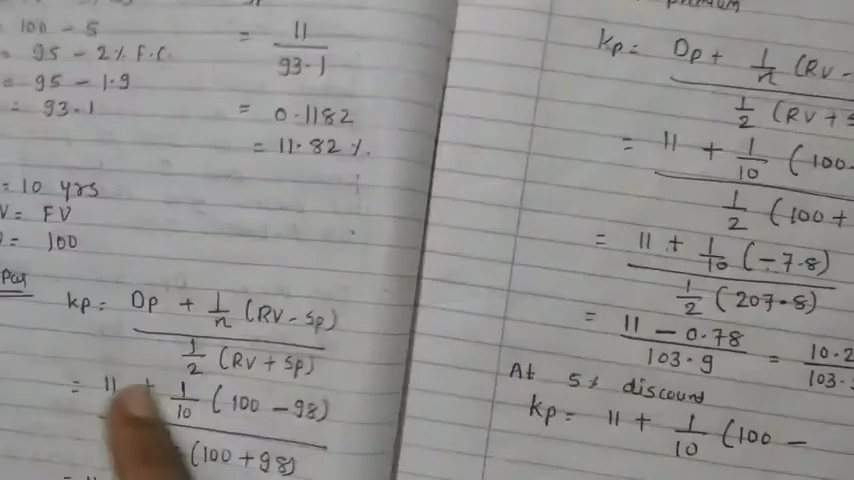 = 100 - 5
= 95 - 2% F.C.
= 95 - 1.9
= 93.1
= 11
93.1
= 0.1182
= 11.82 %.
= 10 yrs
V = FV
= 100
Par
Kp = Dp + 1/n (RV - Sp)
1/2 (RV + Sp)
= 11 + 1/10 (100 - 98)
(100 + 98)
premium
Kp = Dp + 1/n (RV -
1/2 (RV + S
= 11 + 1/10 (100
1/2 (100 +
= 11 + 1/10 (-7.8)
1/2 (207.8)
= 11 - 0.78
103.9
= 10.2
103.
At 5% discount
Kp = 11 + 1/10 (100 -